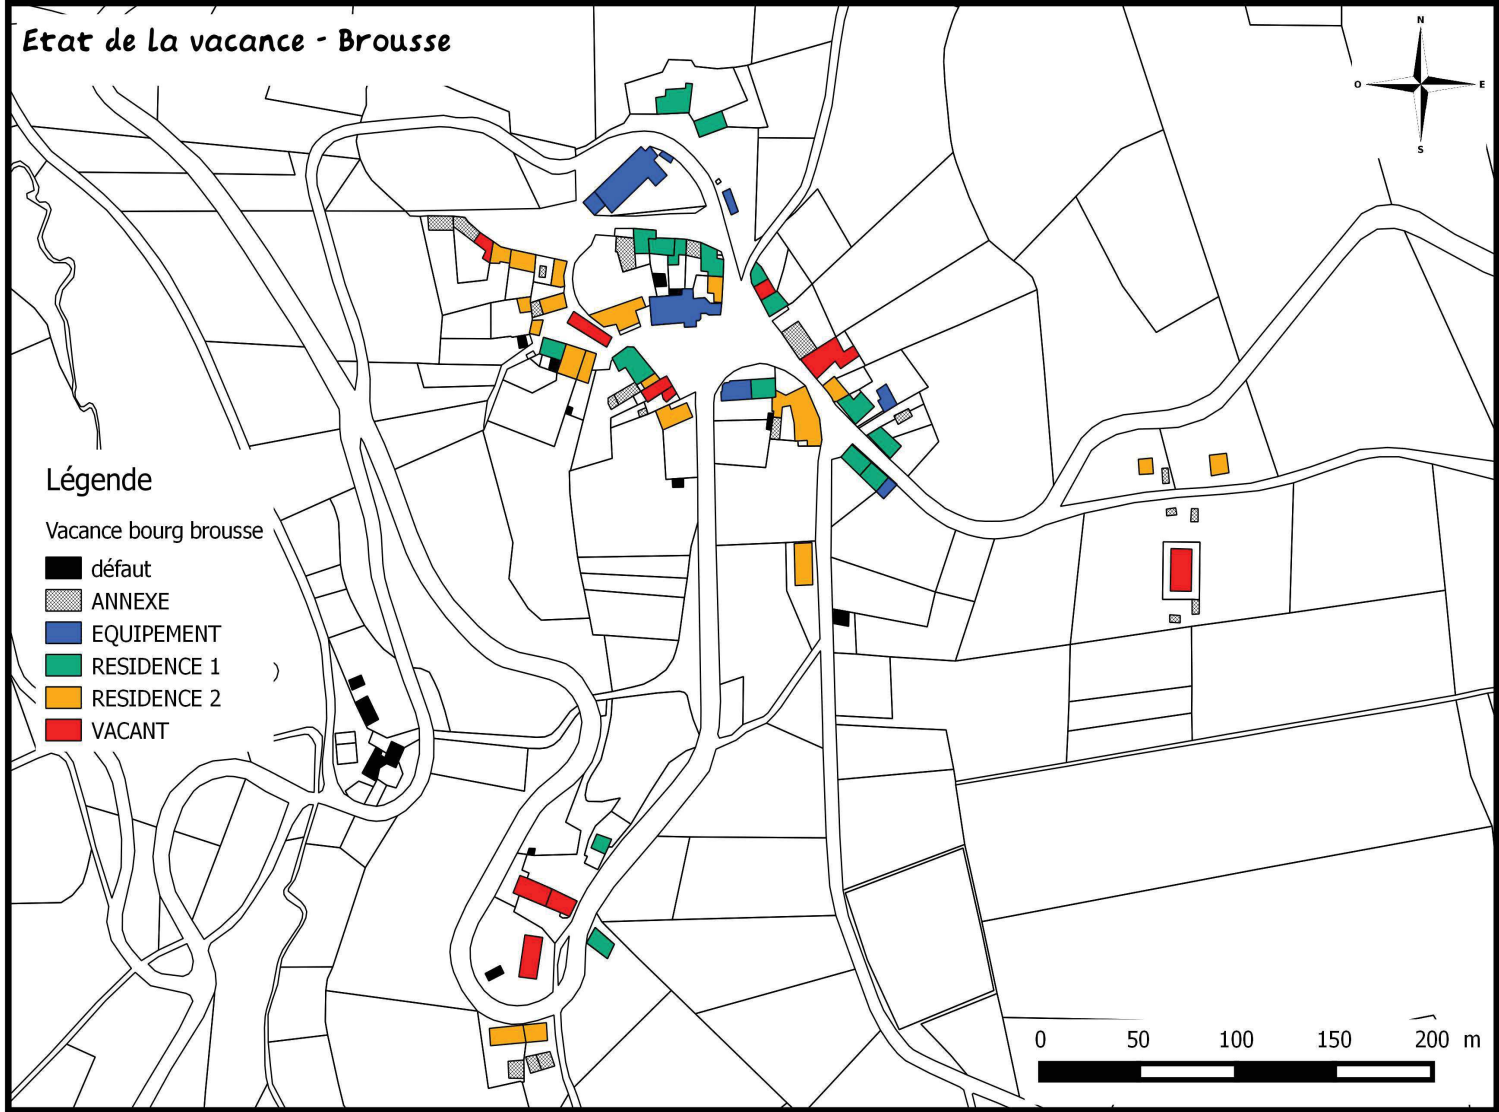 Etat de la vacance - Brousse
N
O
E
S
Légende
Vacance bourg brousse
défaut
ANNEXE
EQUIPEMENT
RESIDENCE 1
RESIDENCE 2
VACANT
0 50 100 150 200 m